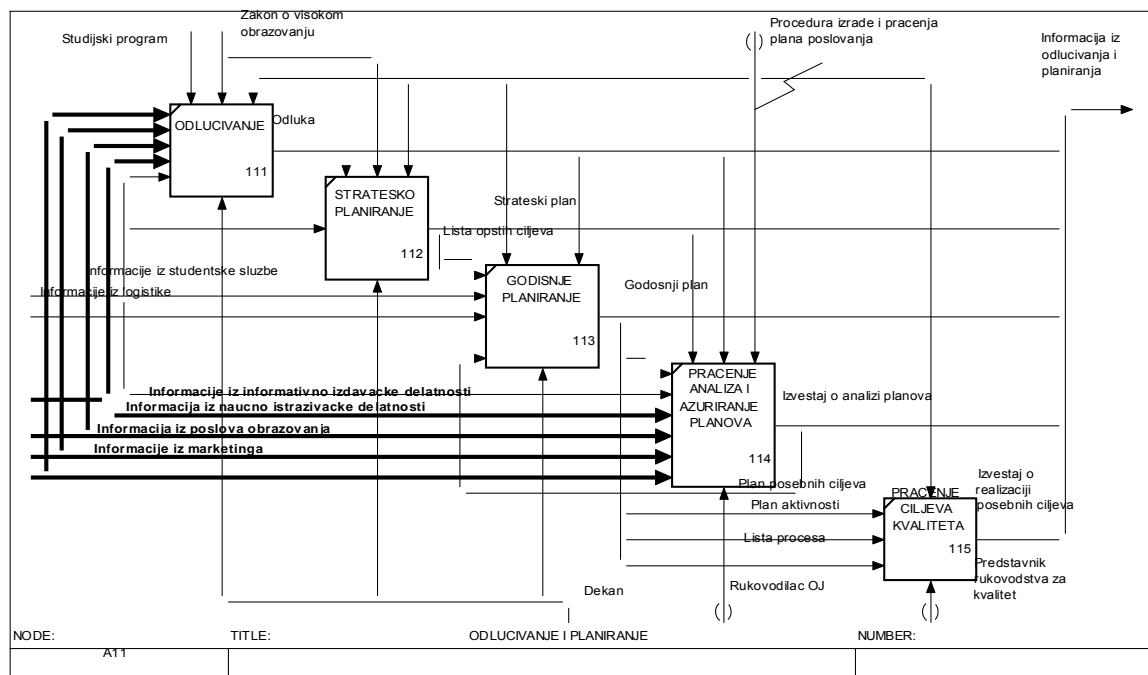 Zakon o visokom
obrazovanju
Studijski program
Procedura izrade i pracenja
plana poslovanja
( )
Informacija iz
odlucivanja i
planiranja
Odluka
ODLUCIVANJE
111
STRATESKO
PLANIRANJE
112
Strateski plan
Lista opstih ciljeva
Informacije iz studentske sluzbe
Informacije iz logistike
GODISNJE
PLANIRANJE
113
Godosnji plan
PRACENJE
ANALIZA I
AZURIRANJE
PLANOVA
114
Izvestaj o analizi planova
Informacije iz informativno izdavacke delatnosti
Informacija iz naucno istrazivacke delatnosti
Informacija iz poslova obrazovanja
Informacije iz marketinga
Plan posebnih ciljeva
Plan aktivnosti
Lista procesa
PRACENJE
CILJEVA
KVALITETA
115
Izvestaj o
realizaciji
posebnih ciljeva
Predstavnik
rukovodstva za
kvalitet
Dekan
Rukovodilac OJ
( )
( )
NODE:
TITLE:
ODLUCIVANJE I PLANIRANJE
NUMBER:
A11